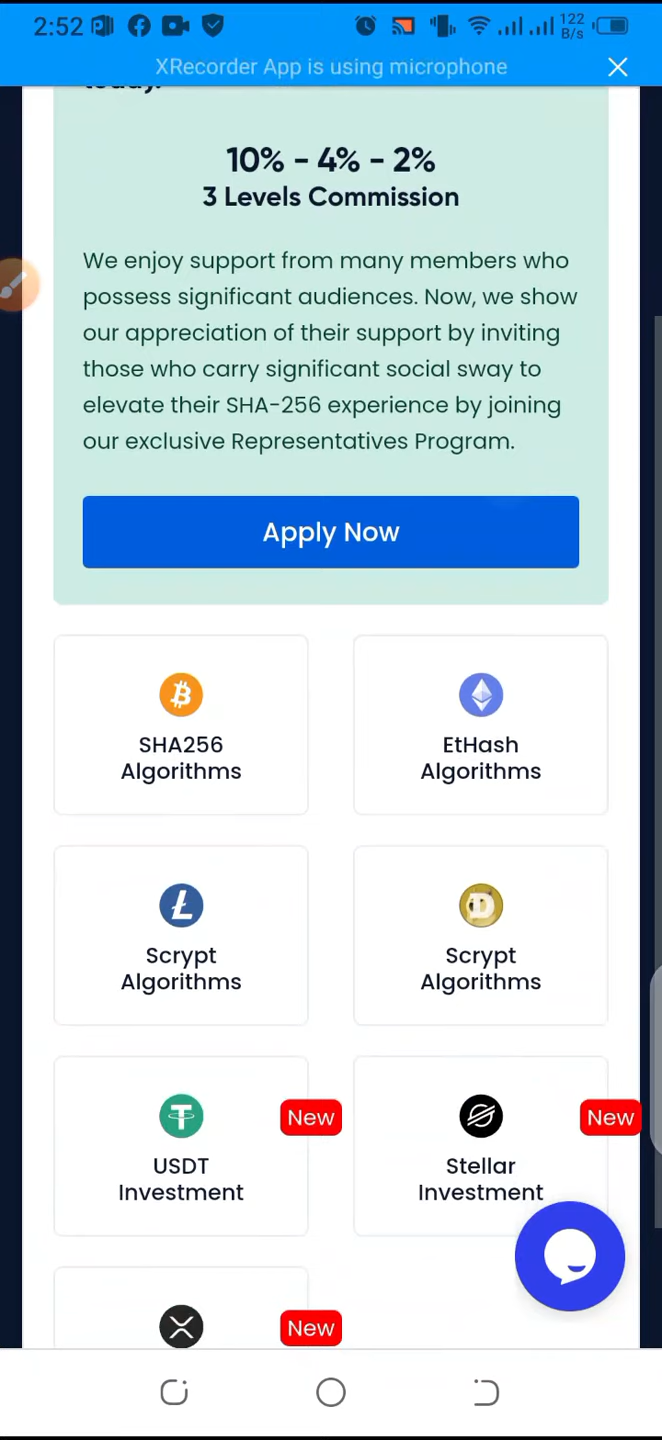 2:52
122
B/s
XRecorder App is using microphone
today.
10% - 4% - 2%
3 Levels Commission
We enjoy support from many members who
possess significant audiences. Now, we show
our appreciation of their support by inviting
those who carry significant social sway to
elevate their SHA-256 experience by joining
our exclusive Representatives Program.
Apply Now
SHA256
Algorithms
EtHash
Algorithms
Scrypt
Algorithms
Scrypt
Algorithms
New
USDT
Investment
New
Stellar
Investment
New